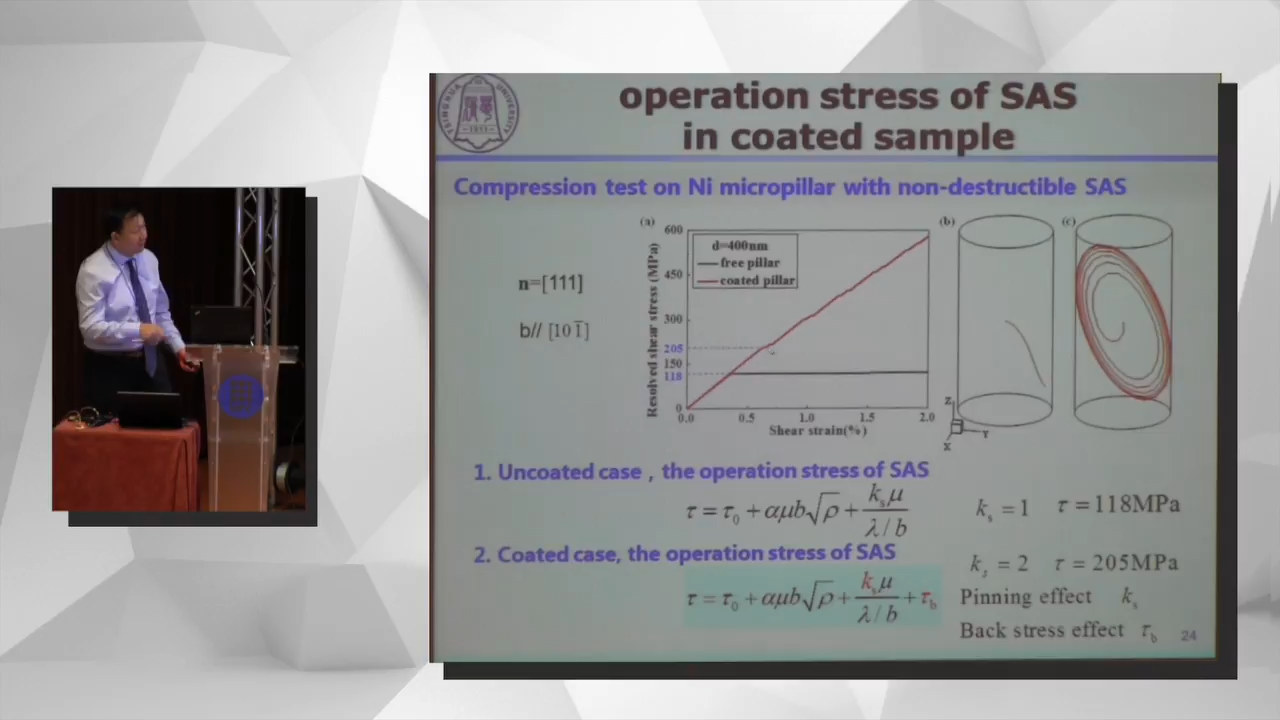 operation stress of SAS
in coated sample
TSINGHUA UNIVERSITY
1911
Compression test on Ni micropillar with non-destructible SAS
n=[111]
b// [10 1̅]
(a)
Resolved shear stress (MPa)
600
450
300
205
150
118
0
0.0 0.5 1.0 1.5 2.0
Shear strain(%)
d=400nm
free pillar
coated pillar
(b)
Z
Y
X
(c)
1. Uncoated case , the operation stress of SAS
τ = τ₀ + αμb√ρ + kₛμ / (λ/b)
kₛ = 1 τ = 118MPa
2. Coated case, the operation stress of SAS
τ = τ₀ + αμb√ρ + kₛμ / (λ/b) + τ_b
kₛ = 2 τ = 205MPa
Pinning effect kₛ
Back stress effect τ_b
24